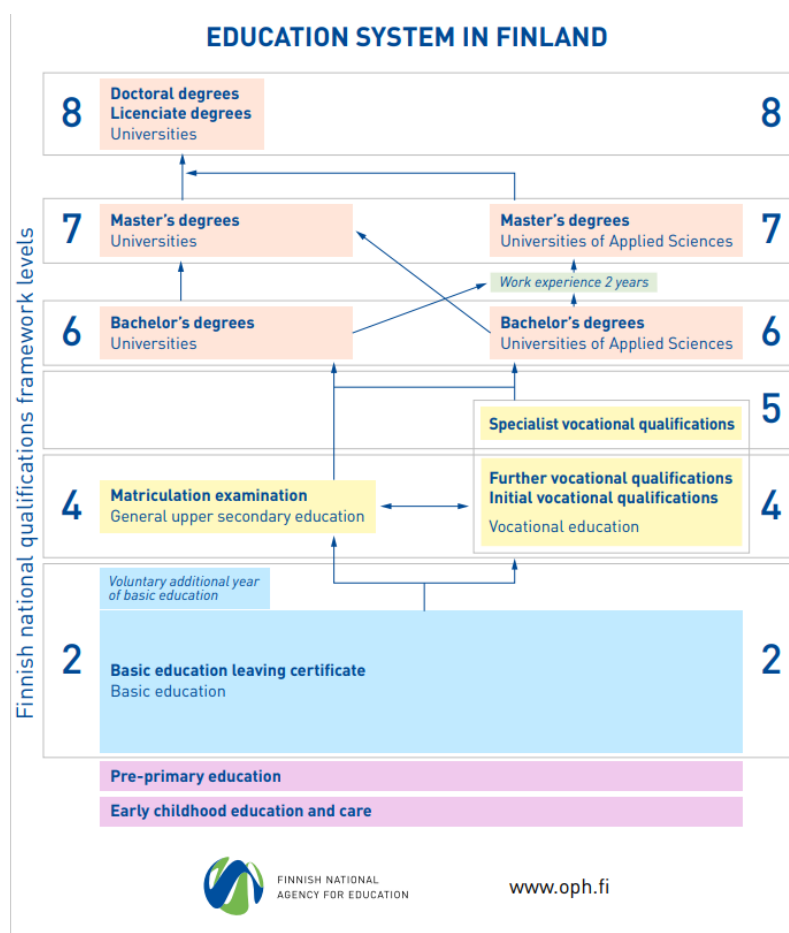 EDUCATION SYSTEM IN FINLAND
Finnish national qualifications framework levels
8
Doctoral degrees
Licenciate degrees
Universities
8
7
Master's degrees
Universities
Master's degrees
Universities of Applied Sciences
7
Work experience 2 years
6
Bachelor's degrees
Universities
Bachelor's degrees
Universities of Applied Sciences
6
5
Specialist vocational qualifications
4
Matriculation examination
General upper secondary education
Further vocational qualifications
Initial vocational qualifications
Vocational education
4
Voluntary additional year
of basic education
2
Basic education leaving certificate
Basic education
2
Pre-primary education
Early childhood education and care
FINNISH NATIONAL
AGENCY FOR EDUCATION
www.oph.fi